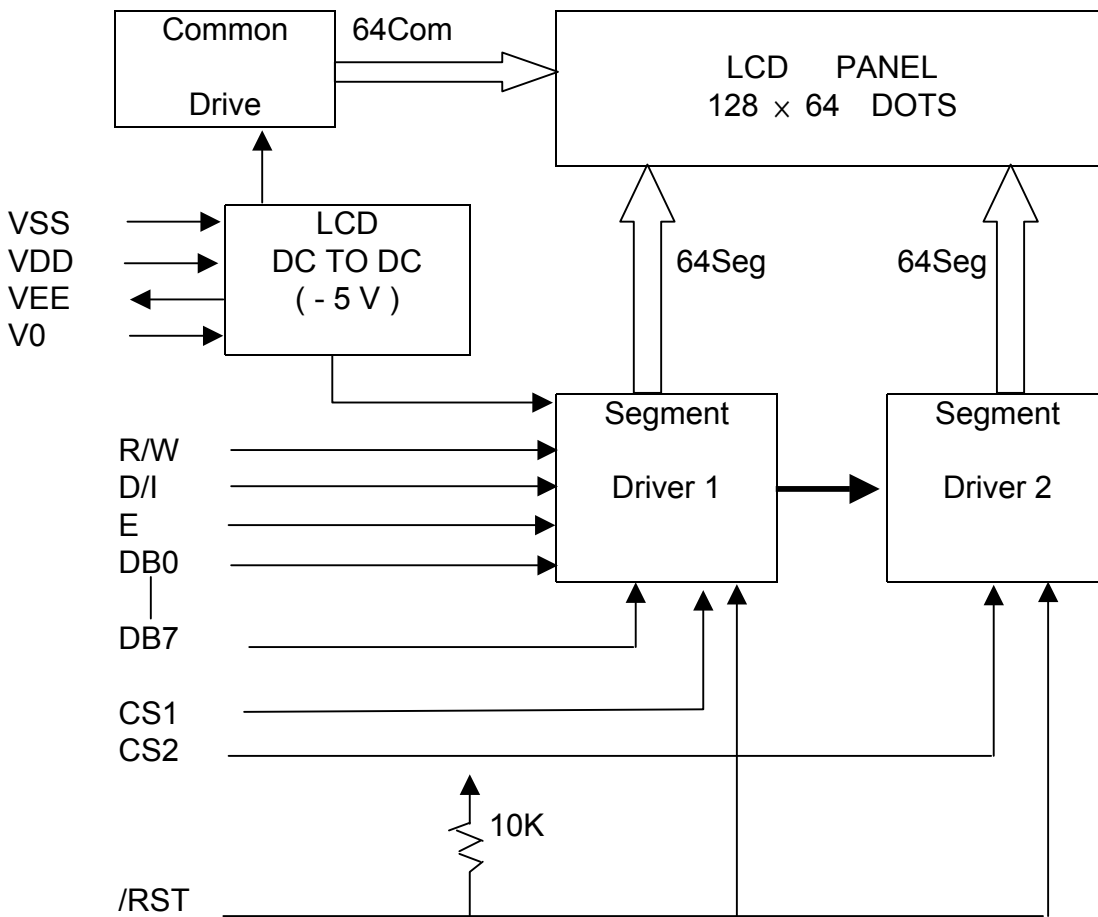 Common
Drive
64Com
LCD PANEL
128 × 64 DOTS
VSS
VDD
VEE
V0
LCD
DC TO DC
( - 5 V )
64Seg
64Seg
R/W
D/I
E
DB0
DB7
Segment
Driver 1
Segment
Driver 2
CS1
CS2
10K
/RST